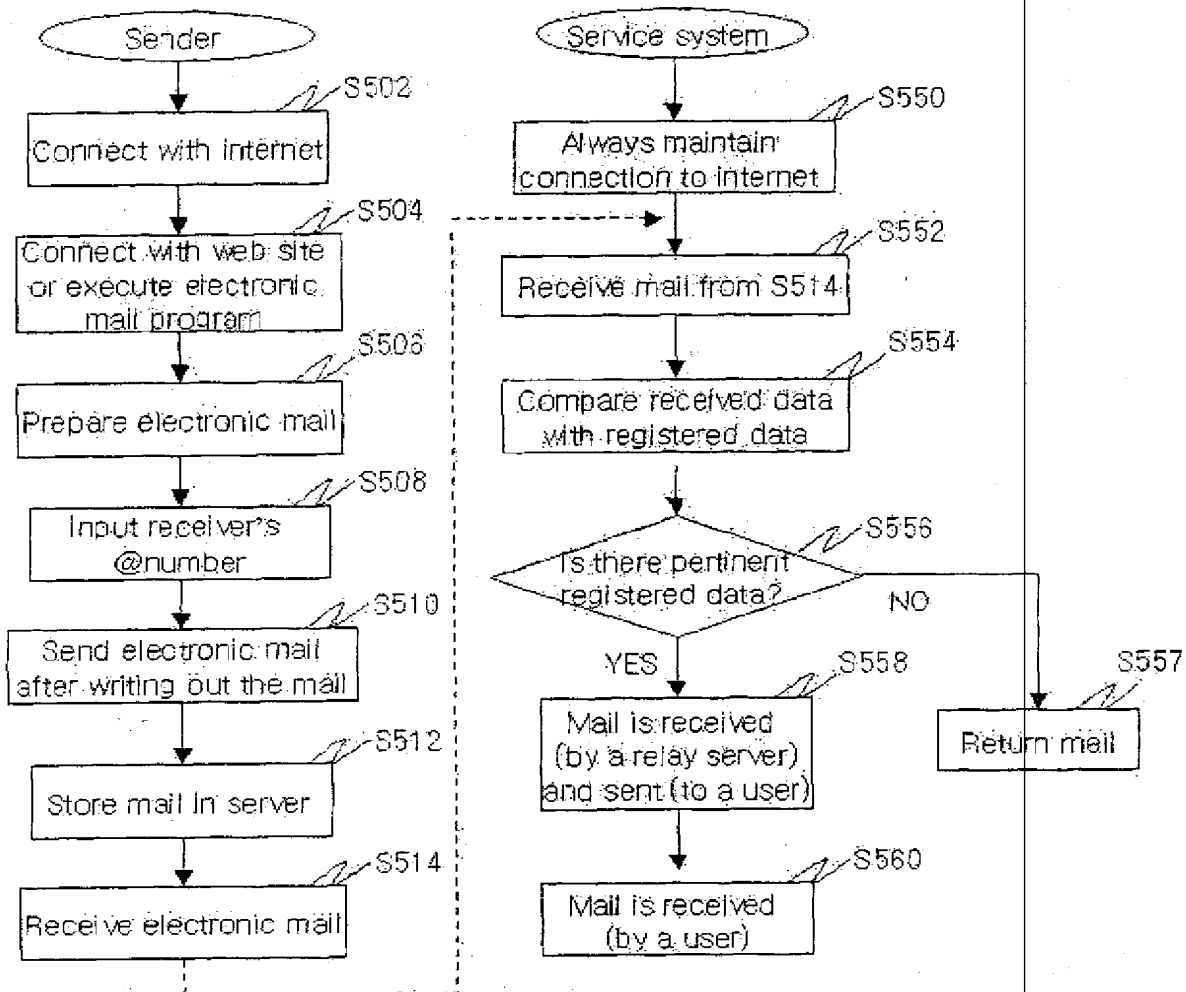 Sender
S502
Connect with internet
S504
Connect with web site
or execute electronic
mail program
S506
Prepare electronic mail
S508
Input receiver's
@number
S510
Send electronic mail
after writing out the mail
S512
Store mail in server
S514
Receive electronic mail
Service system
S550
Always maintain
connection to internet
S552
Receive mail from S514
S554
Compare received data
with registered data
S556
Is there pertinent
registered data?
NO
YES
S558
Mail is received
(by a relay server)
and sent (to a user)
S557
Return mail
S560
Mail is received
(by a user)